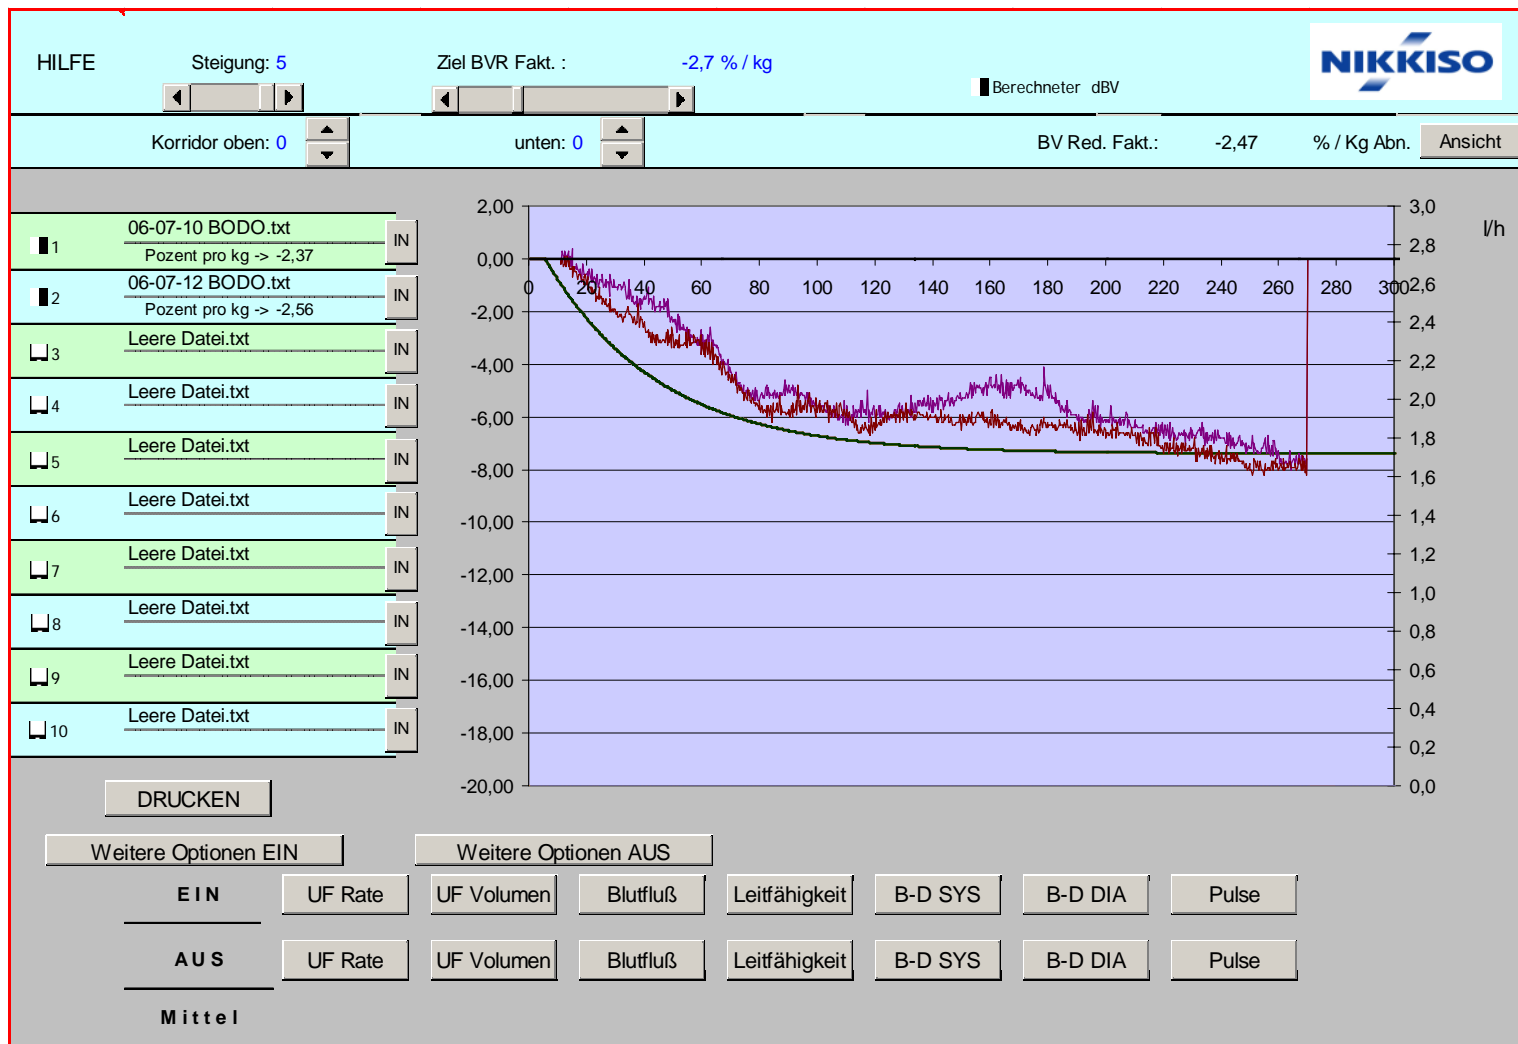 HILFE Steigung: 5 Ziel BVR Fakt. : -2,7 % / kg NIKKISO
Berechneter dBV
Korridor oben: 0 unten: 0 BV Red. Fakt.: -2,47 % / Kg Abn. Ansicht
1 06-07-10 BODO.txt IN
Pozent pro kg -> -2,37
2 06-07-12 BODO.txt IN
Pozent pro kg -> -2,56
3 Leere Datei.txt IN
4 Leere Datei.txt IN
5 Leere Datei.txt IN
6 Leere Datei.txt IN
7 Leere Datei.txt IN
8 Leere Datei.txt IN
9 Leere Datei.txt IN
10 Leere Datei.txt IN
2,00
0,00
-2,00
-4,00
-6,00
-8,00
-10,00
-12,00
-14,00
-16,00
-18,00
-20,00
0 20 40 60 80 100 120 140 160 180 200 220 240 260 280 300
3,0
2,8
2,6
2,4
2,2
2,0
1,8
1,6
1,4
1,2
1,0
0,8
0,6
0,4
0,2
0,0
l/h
DRUCKEN
Weitere Optionen EIN Weitere Optionen AUS
EIN UF Rate UF Volumen Blutfluß Leitfähigkeit B-D SYS B-D DIA Pulse
AUS UF Rate UF Volumen Blutfluß Leitfähigkeit B-D SYS B-D DIA Pulse
Mittel